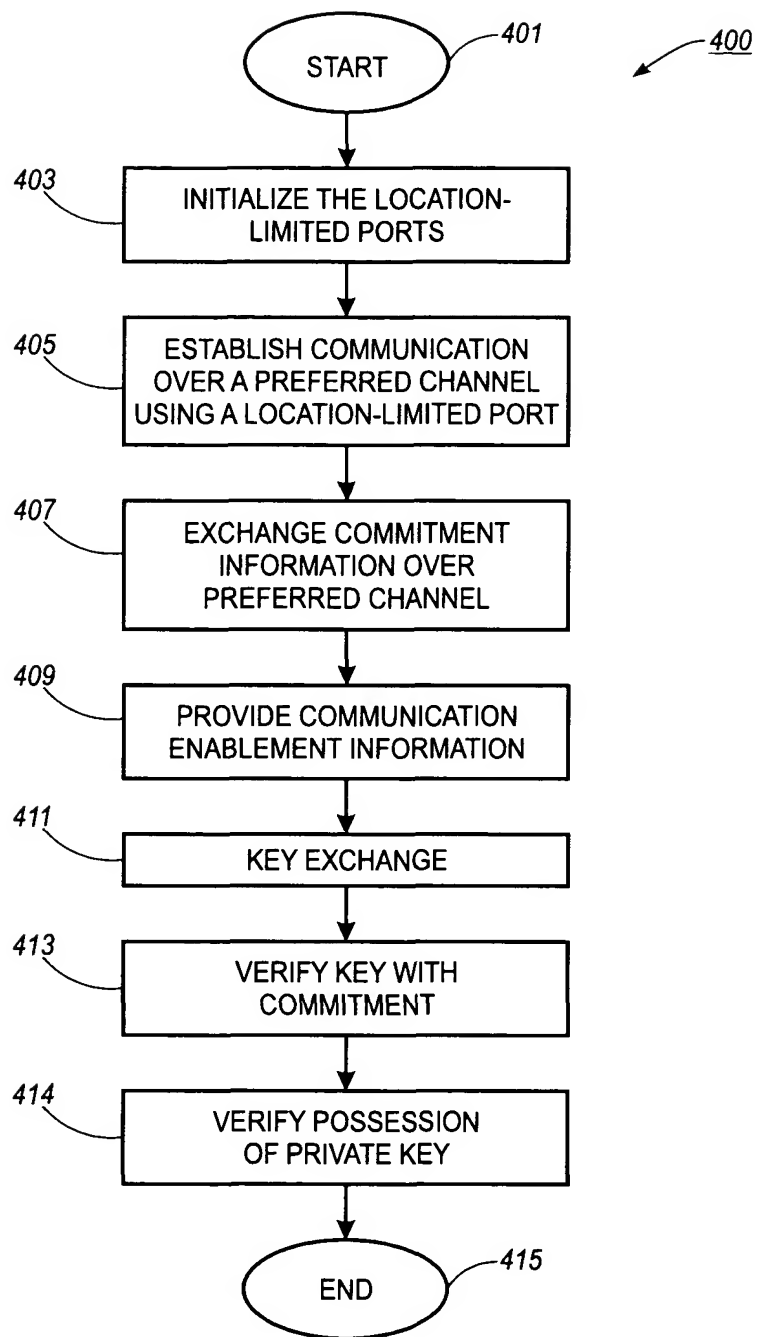 401
START
400
403
INITIALIZE THE LOCATION-
LIMITED PORTS
405
ESTABLISH COMMUNICATION
OVER A PREFERRED CHANNEL
USING A LOCATION-LIMITED PORT
407
EXCHANGE COMMITMENT
INFORMATION OVER
PREFERRED CHANNEL
409
PROVIDE COMMUNICATION
ENABLEMENT INFORMATION
411
KEY EXCHANGE
413
VERIFY KEY WITH
COMMITMENT
414
VERIFY POSSESSION
OF PRIVATE KEY
415
END